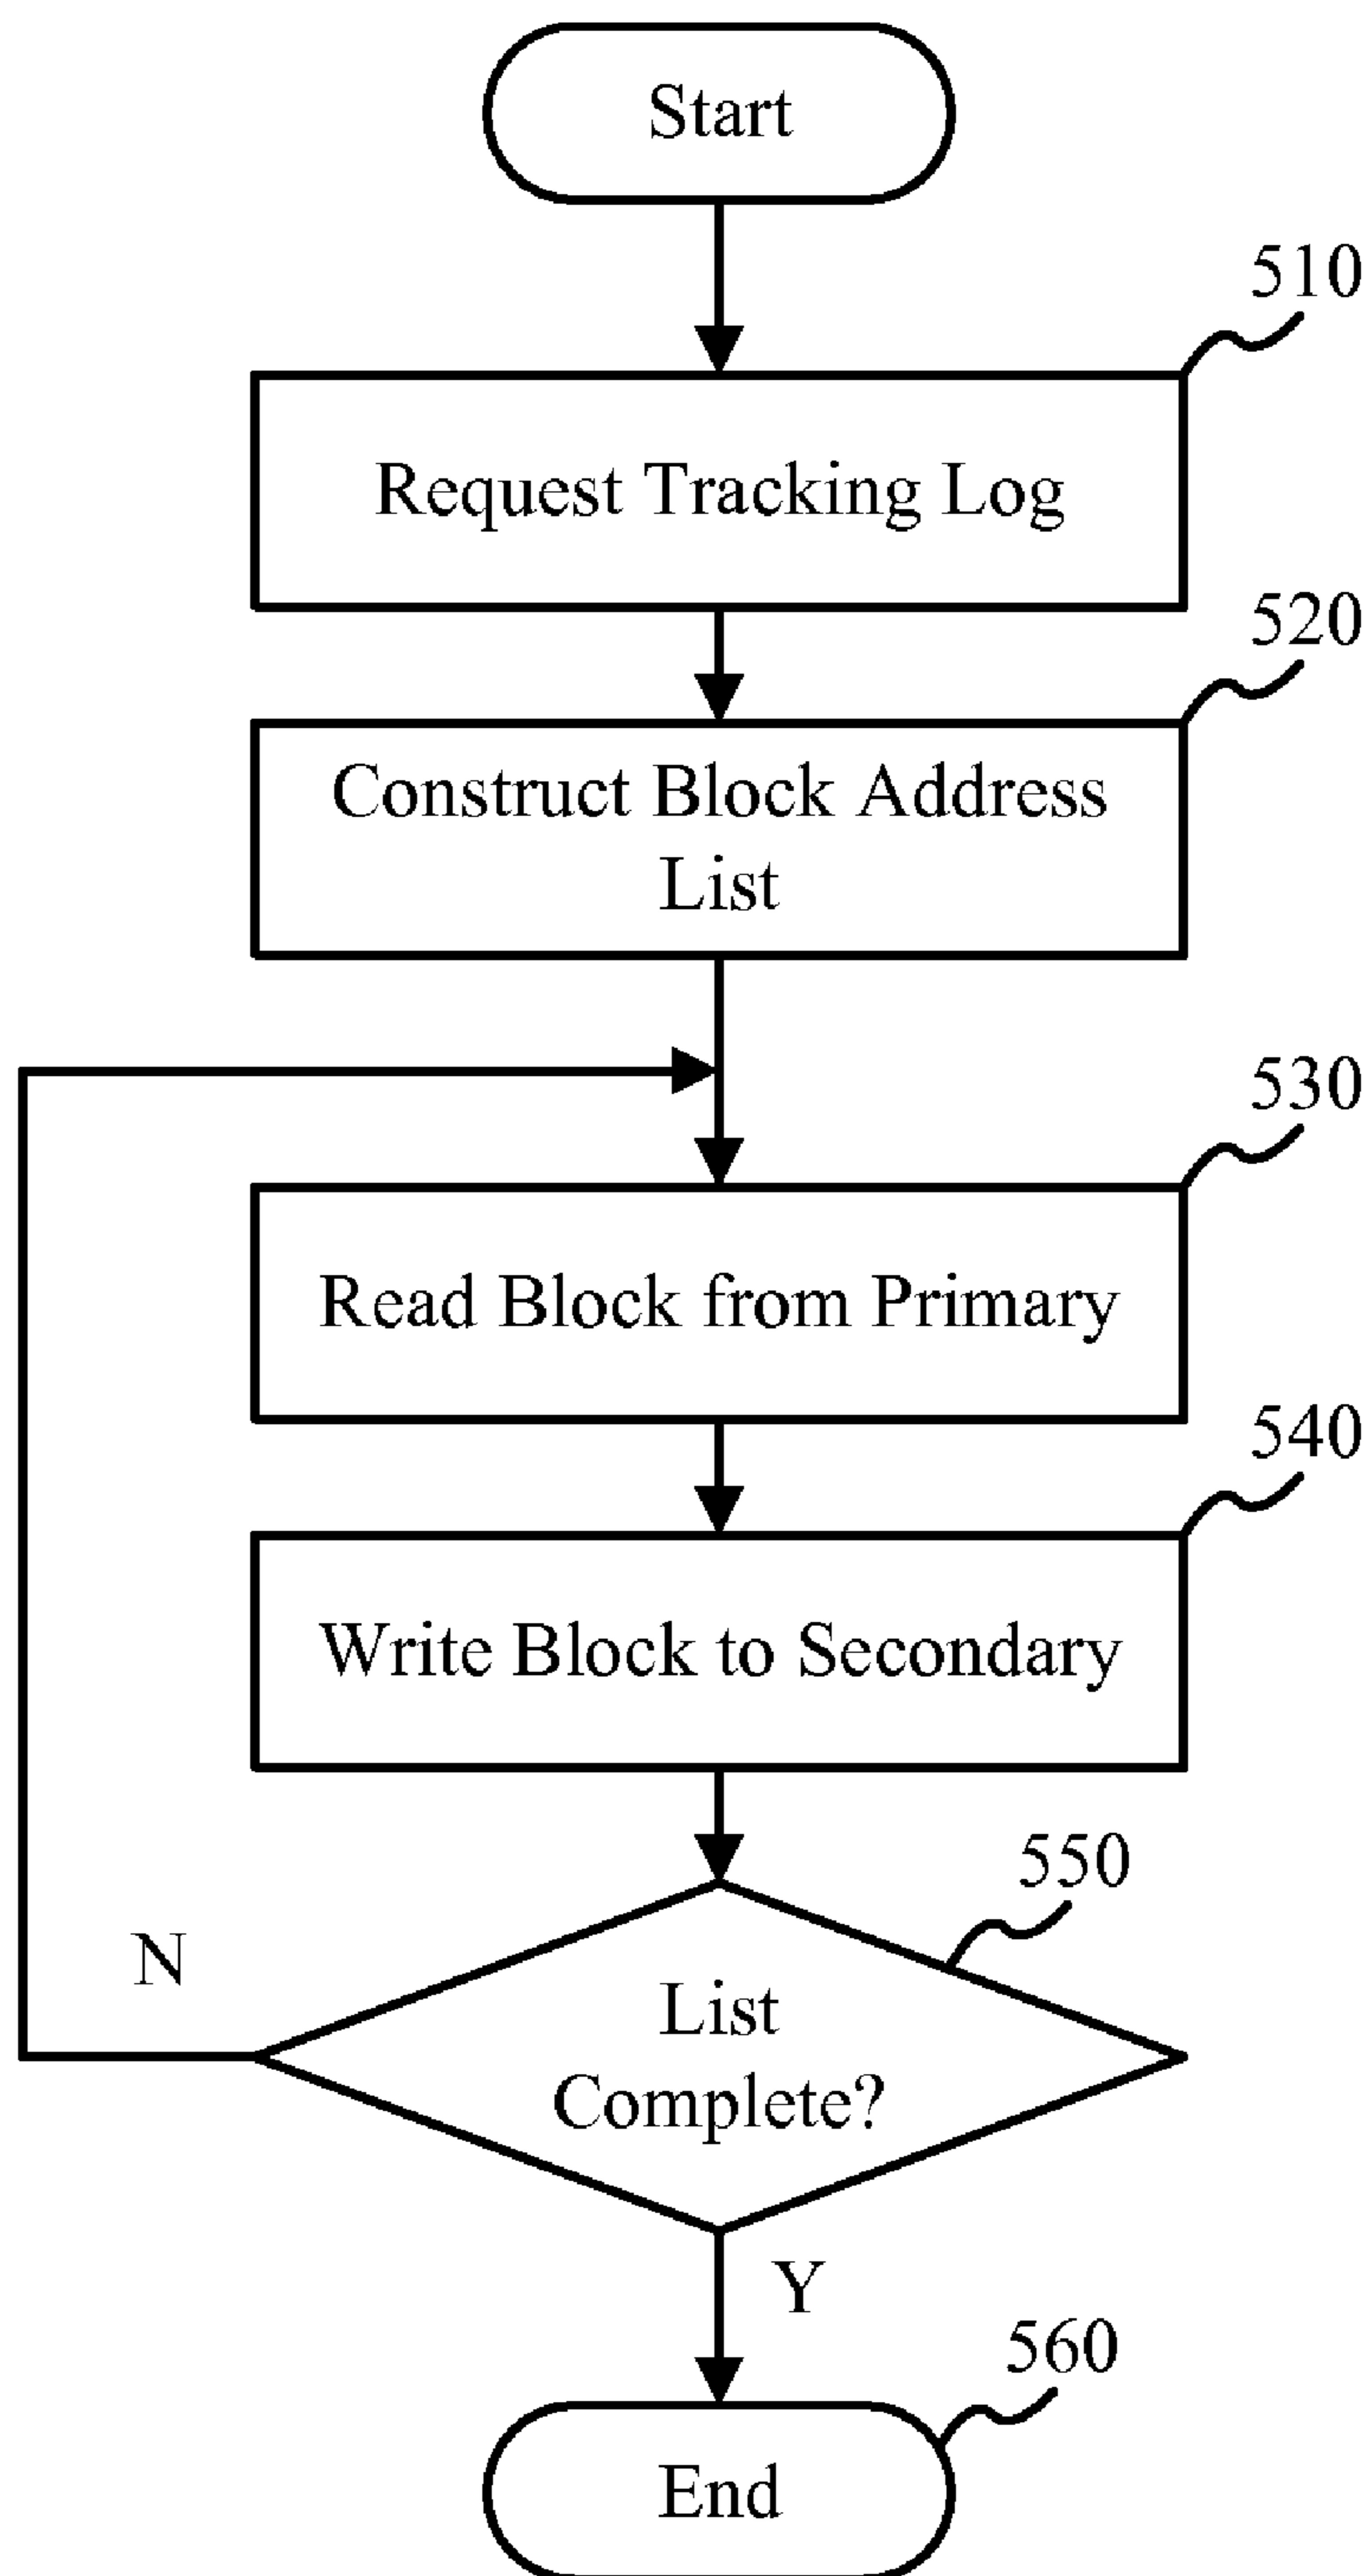 Start
510
Request Tracking Log
520
Construct Block Address
List
530
Read Block from Primary
540
Write Block to Secondary
550
N
List
Complete?
Y
560
End